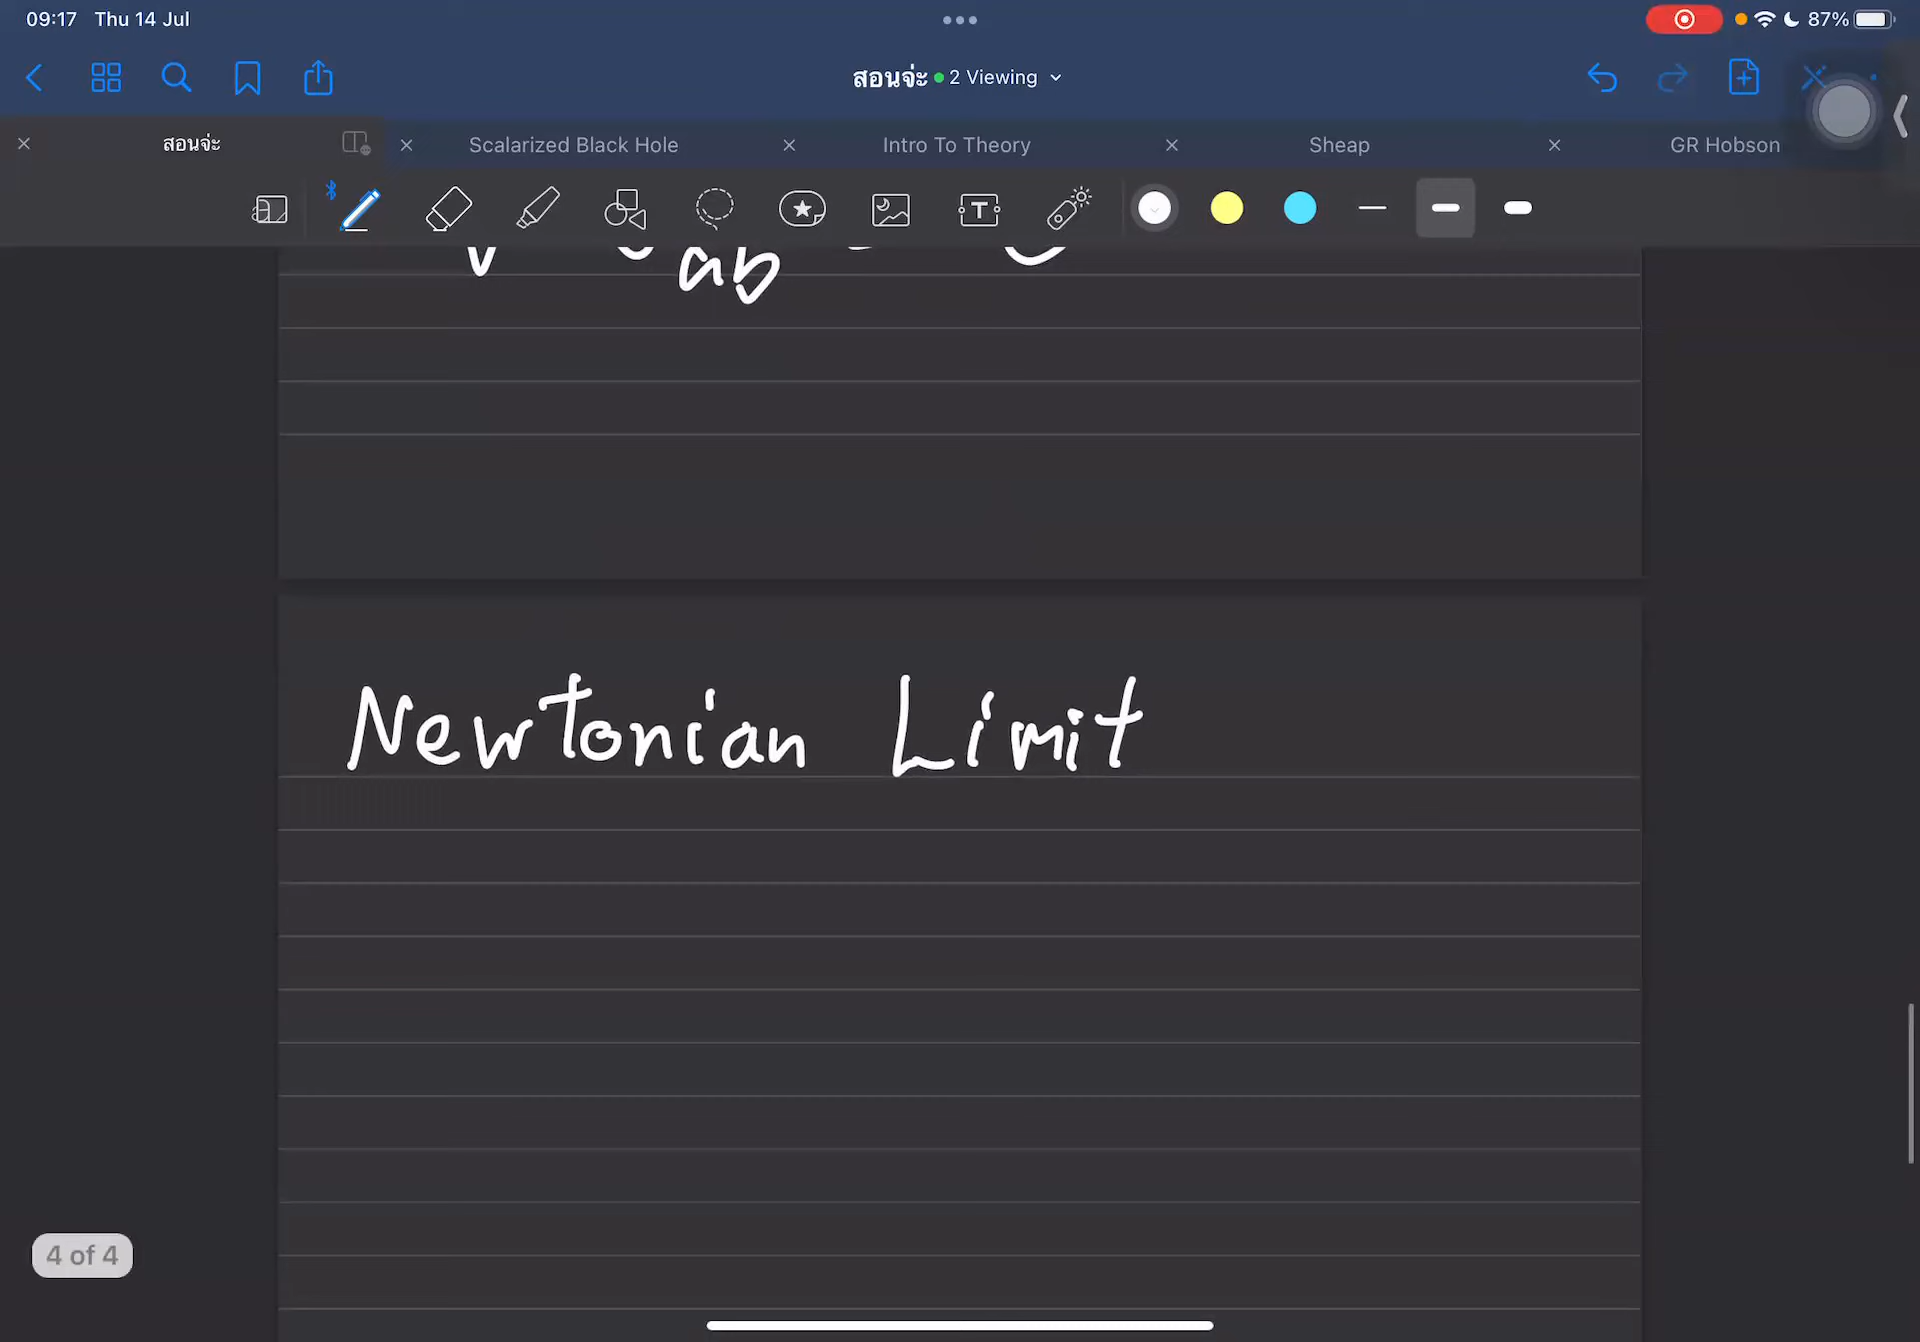 09:17 Thu 14 Jul 87%
สอนจ่ะ 2 Viewing
สอนจ่ะ Scalarized Black Hole Intro To Theory Sheap GR Hobson
ab
Newtonian Limit
4 of 4